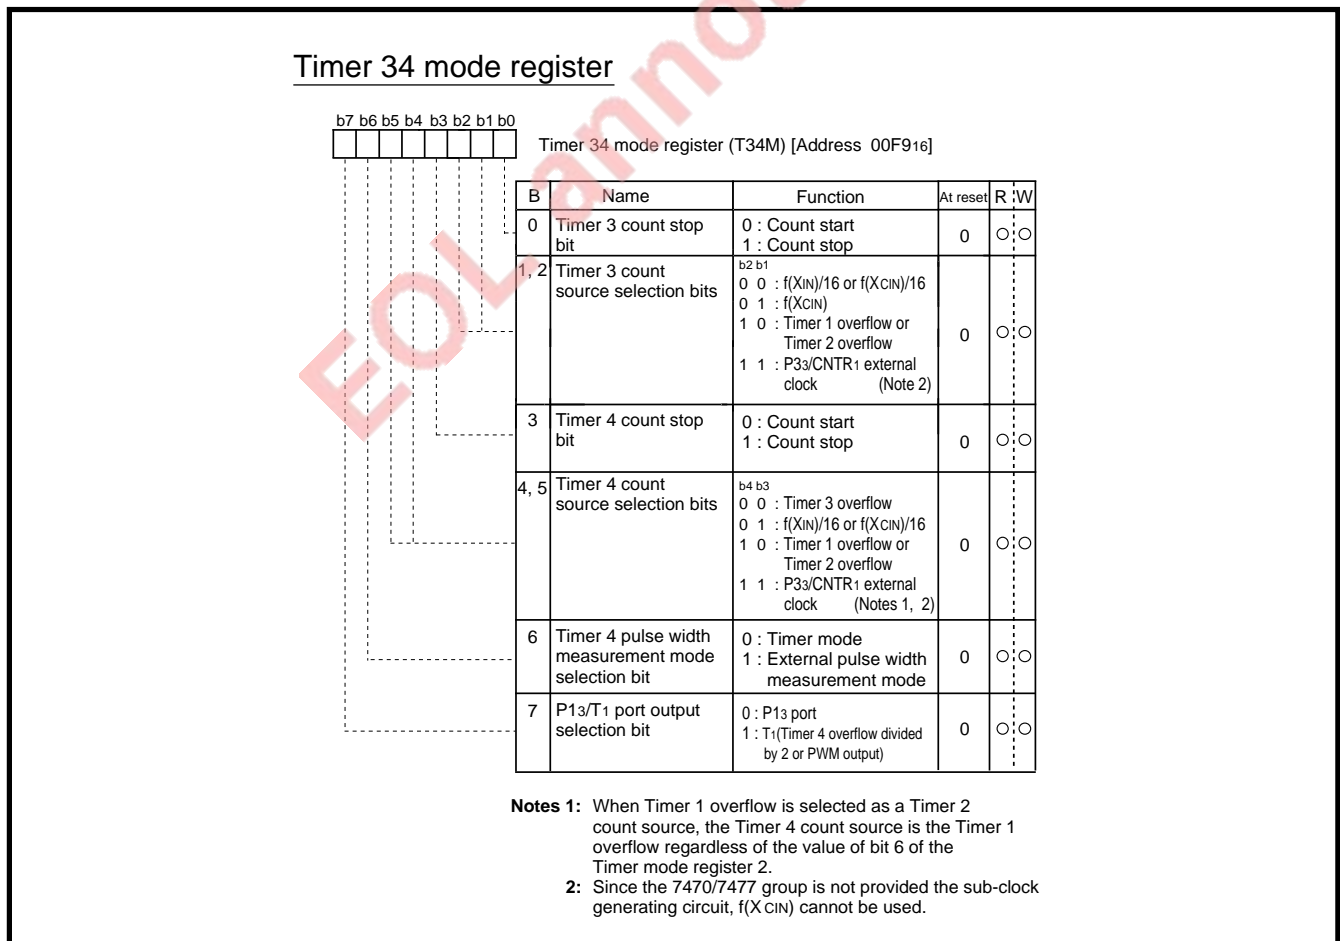 Timer 34 mode register
b7 b6 b5 b4 b3 b2 b1 b0
Timer 34 mode register (T34M) [Address 00F916]
B Name Function At reset R W
0 Timer 3 count stop bit 0 : Count start
1 : Count stop 0 ○ ○
1, 2 Timer 3 count source selection bits b2 b1
0 0 : f(XIN)/16 or f(XCIN)/16
0 1 : f(XCIN)
1 0 : Timer 1 overflow or
Timer 2 overflow
1 1 : P33/CNTR1 external
clock (Note 2) 0 ○ ○
3 Timer 4 count stop bit 0 : Count start
1 : Count stop 0 ○ ○
4, 5 Timer 4 count source selection bits b4 b3
0 0 : Timer 3 overflow
0 1 : f(XIN)/16 or f(XCIN)/16
1 0 : Timer 1 overflow or
Timer 2 overflow
1 1 : P33/CNTR1 external
clock (Notes 1, 2) 0 ○ ○
6 Timer 4 pulse width measurement mode selection bit 0 : Timer mode
1 : External pulse width
measurement mode 0 ○ ○
7 P13/T1 port output selection bit 0 : P13 port
1 : T1(Timer 4 overflow divided
by 2 or PWM output) 0 ○ ○
Notes 1: When Timer 1 overflow is selected as a Timer 2
count source, the Timer 4 count source is the Timer 1
overflow regardless of the value of bit 6 of the
Timer mode register 2.
2: Since the 7470/7477 group is not provided the sub-clock
generating circuit, f(XCIN) cannot be used.
EOL anno